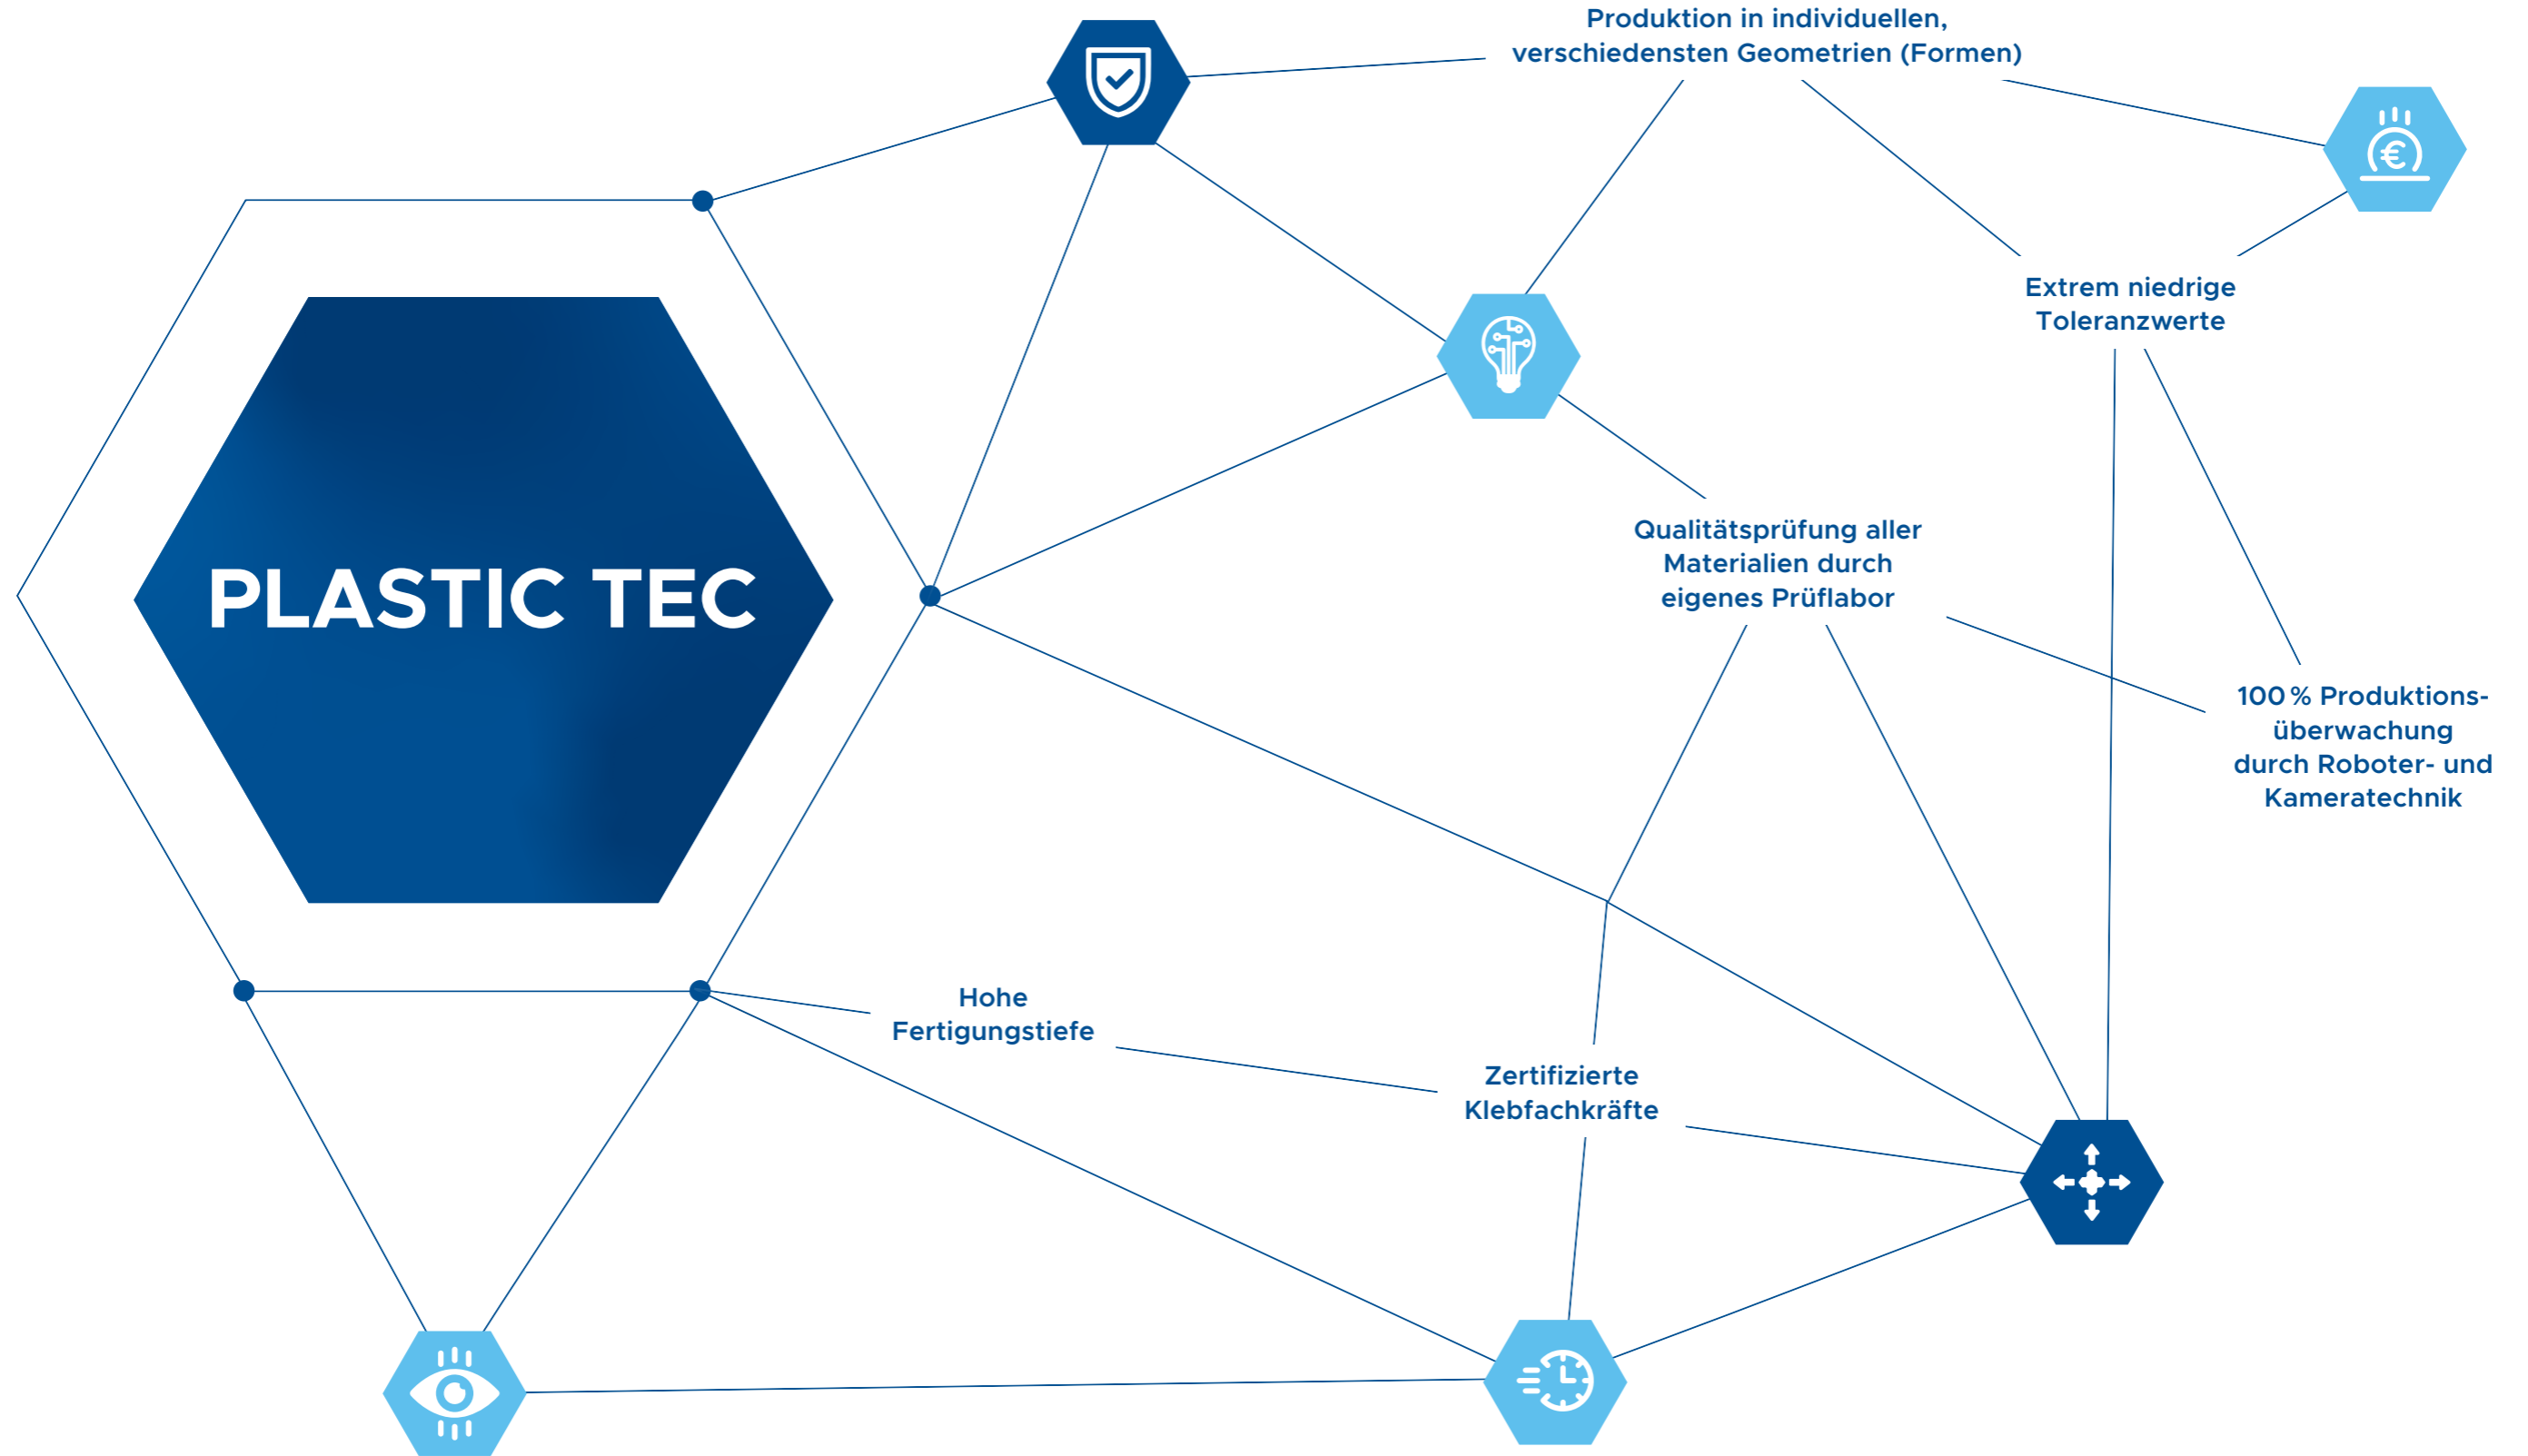 Produktion in individuellen,
verschiedensten Geometrien (Formen)
Extrem niedrige
Toleranzwerte
PLASTIC TEC
Qualitätsprüfung aller
Materialien durch
eigenes Prüflabor
100 % Produktions-
überwachung
durch Roboter- und
Kameratechnik
Hohe
Fertigungstiefe
Zertifizierte
Klebfachkräfte
€